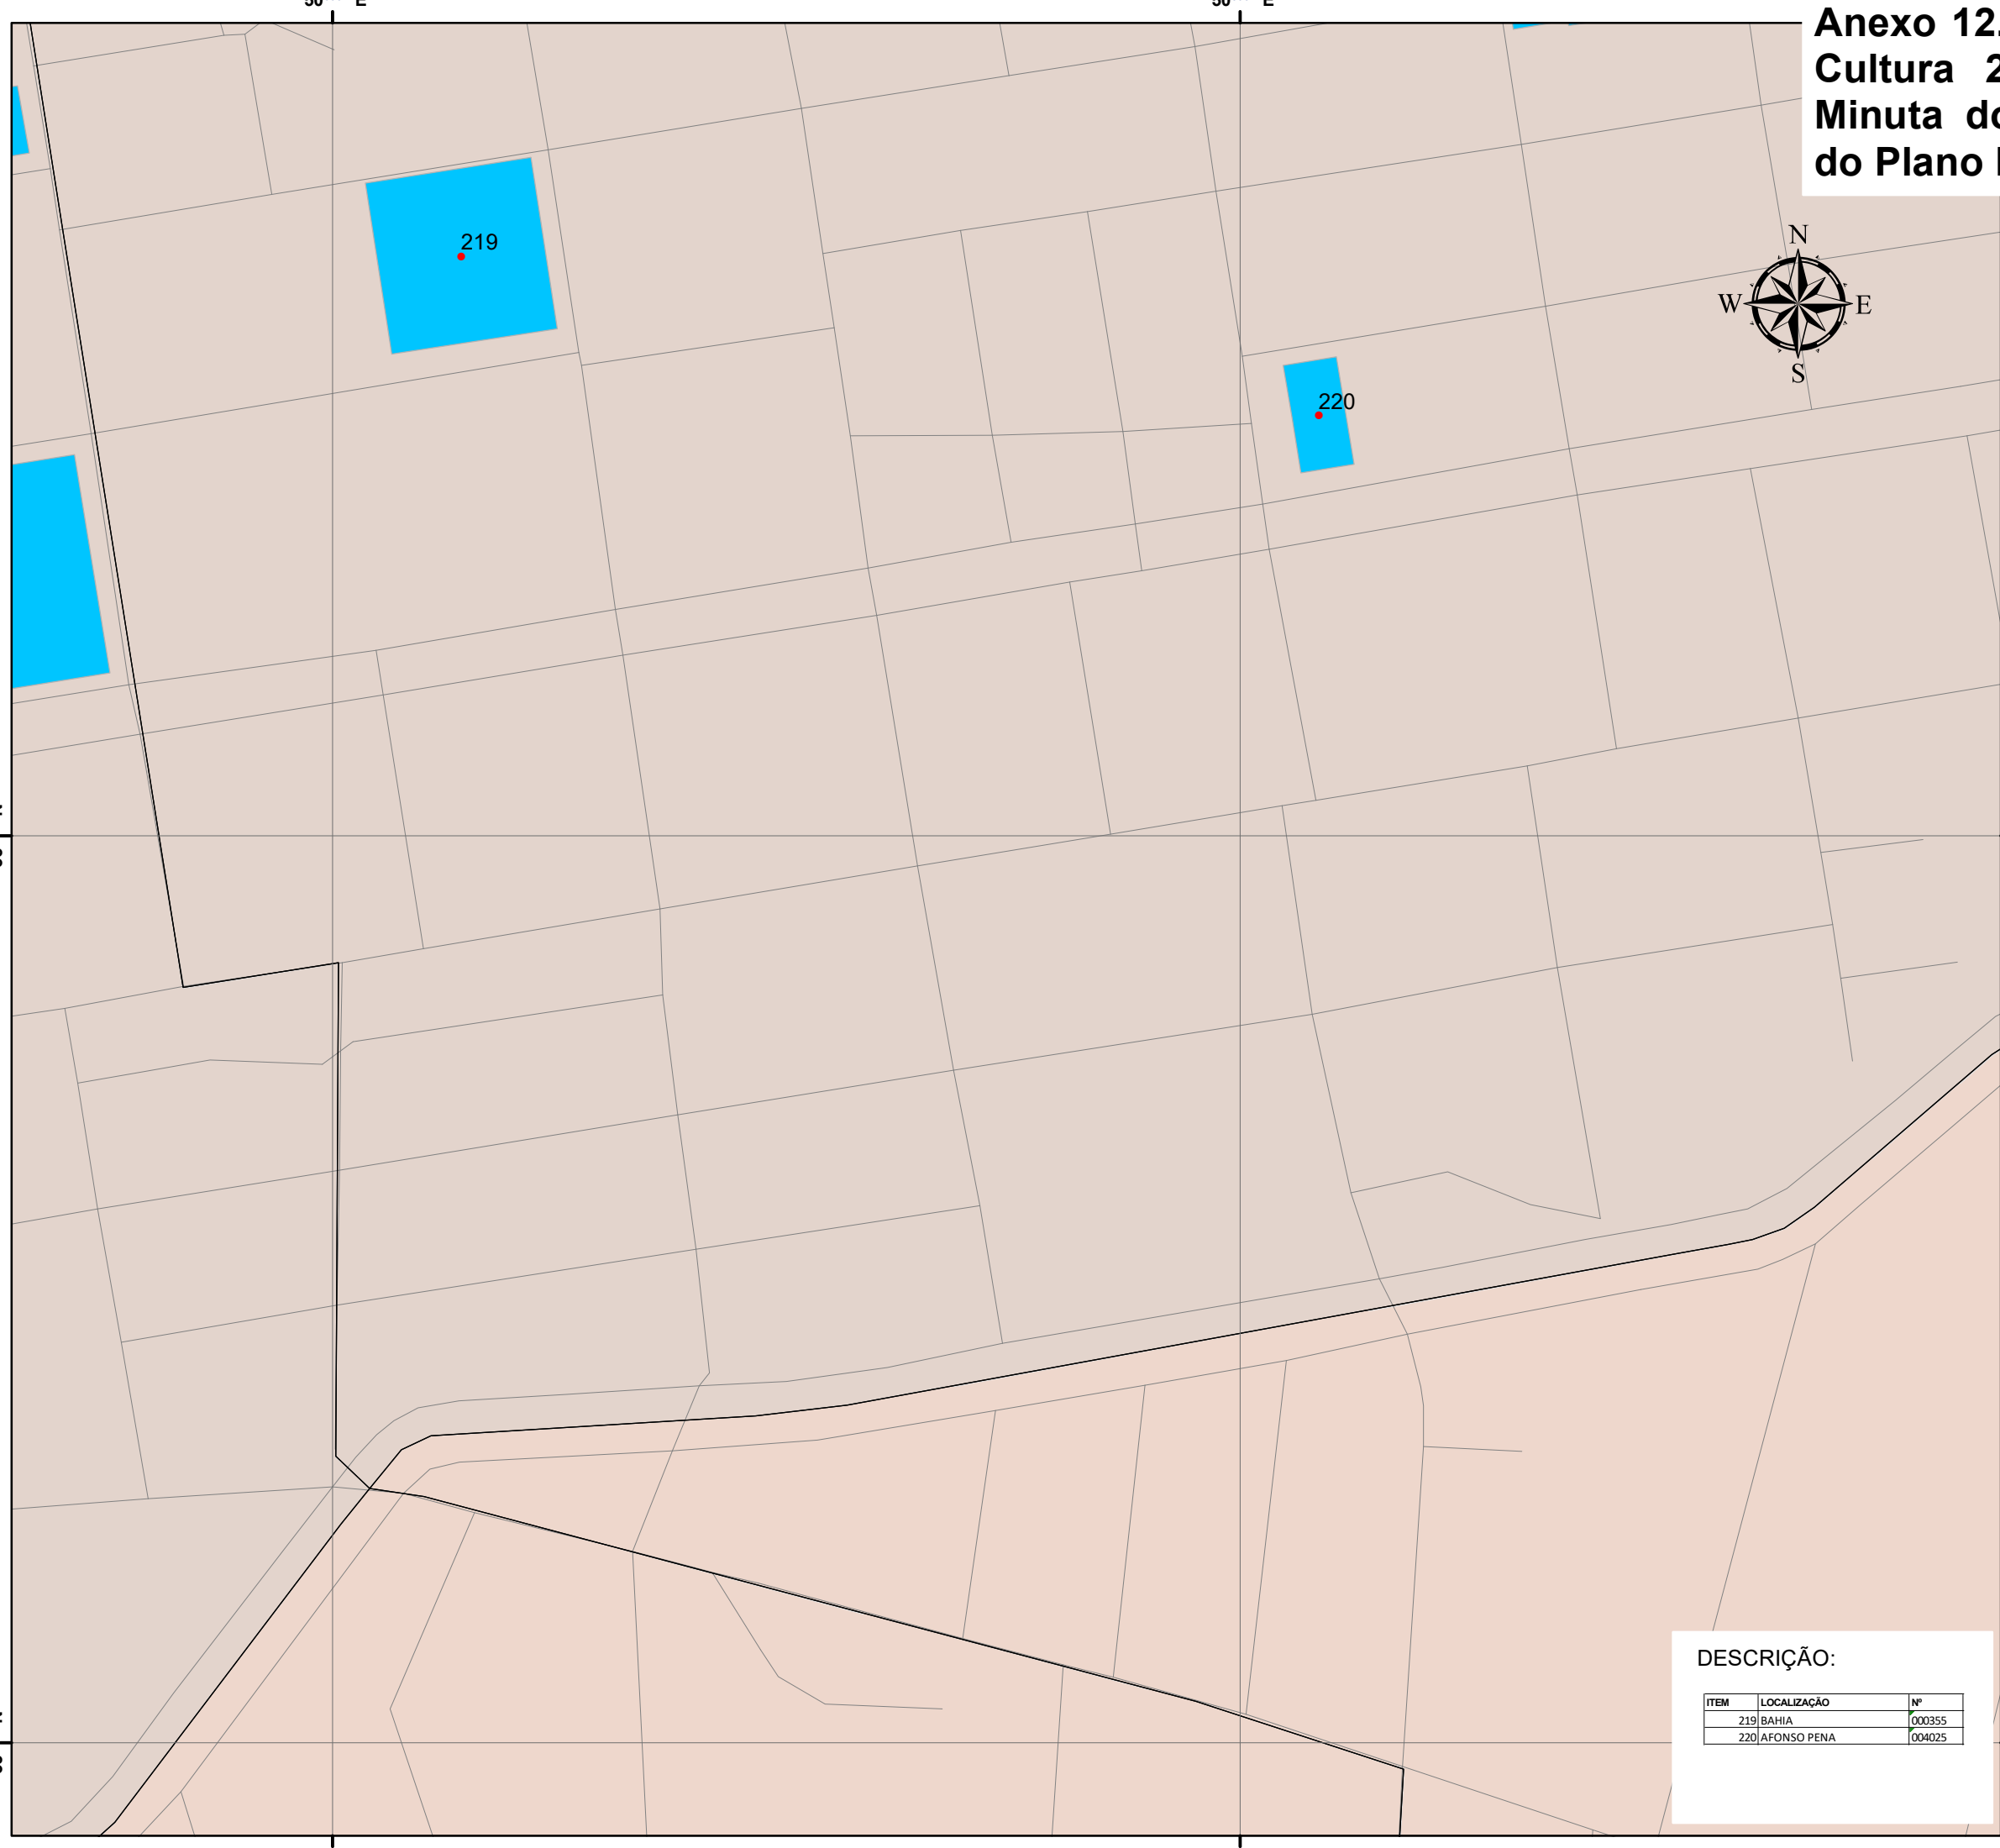 Anexo 12.
Cultura 2
Minuta do
do Plano
N
W E
S
219
220
DESCRIÇÃO:
ITEM LOCALIZAÇÃO Nº
219 BAHIA 000355
220 AFONSO PENA 004025